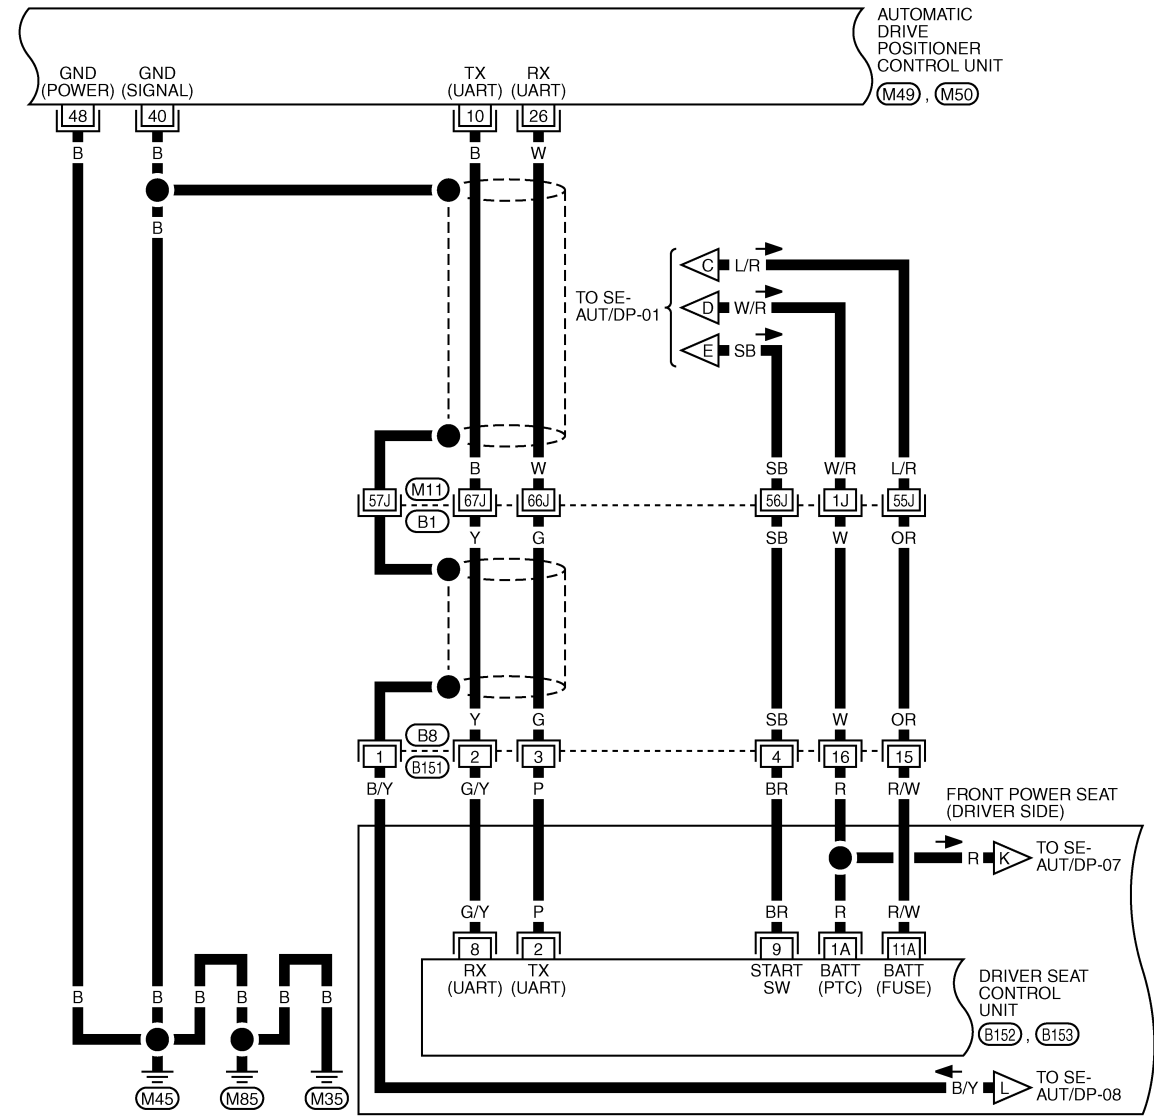 AUTOMATIC
DRIVE
POSITIONER
CONTROL UNIT
M49 , M50
GND (POWER)
GND (SIGNAL)
TX (UART)
RX (UART)
48 40 10 26
B B B W
B
TO SE-
AUT/DP-01
C L/R
D W/R
E SB
B W SB W/R L/R
57J M11 67J 66J 56J 1J 55J
B1
Y G SB W OR
Y G SB W OR
1 B8 2 3 4 16 15
B151
B/Y G/Y P BR R R/W
FRONT POWER SEAT
(DRIVER SIDE)
R K TO SE-
AUT/DP-07
G/Y P BR R R/W
8 2 9 1A 11A
RX (UART)
TX (UART)
START SW
BATT (PTC)
BATT (FUSE)
DRIVER SEAT
CONTROL
UNIT
B152 , B153
B B B B B B
M45 M85 M35
B/Y L TO SE-
AUT/DP-08